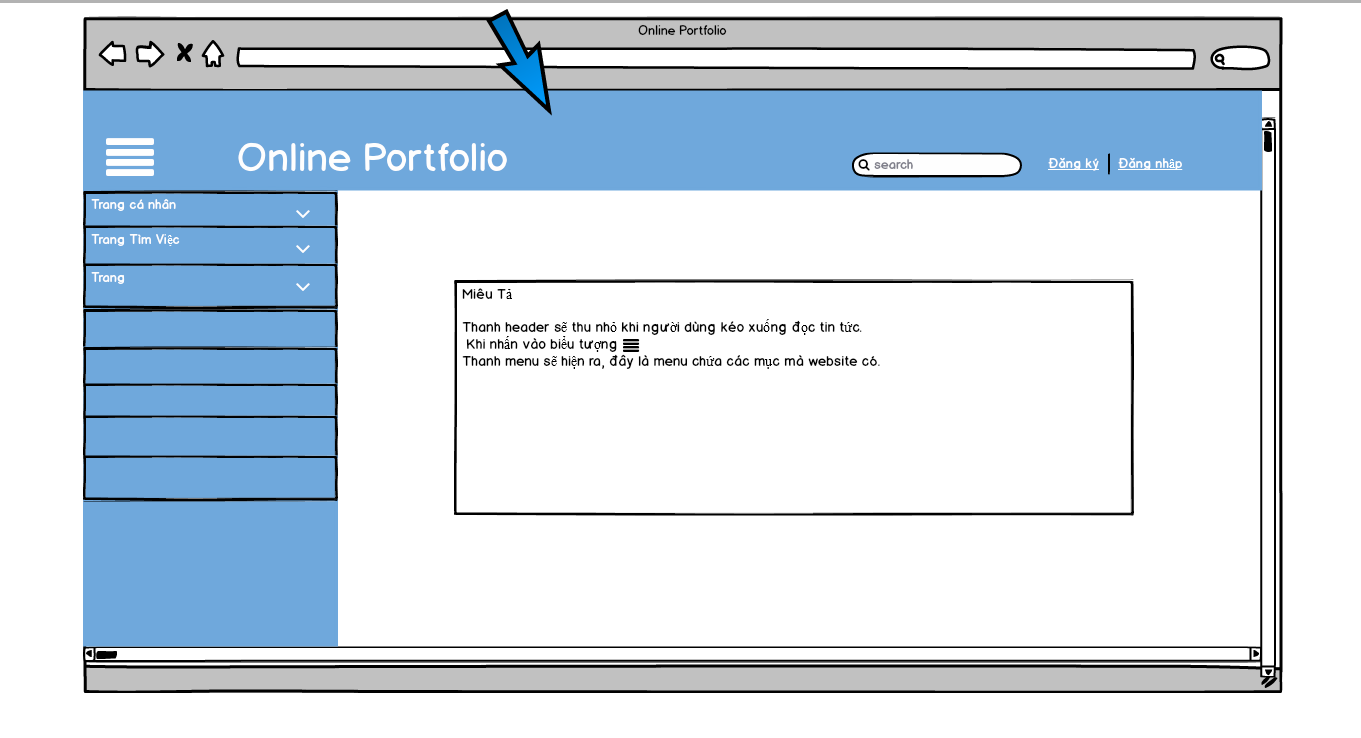 Online Portfolio
Online Portfolio
search
Đăng ký
Đăng nhập
Trang cá nhân
Trang Tìm Việc
Trang
Miêu Tả
Thanh header sẽ thu nhỏ khi người dùng kéo xuống đọc tin tức.
Khi nhấn vào biểu tượng
Thanh menu sẽ hiện ra, đây là menu chứa các mục mà website có.